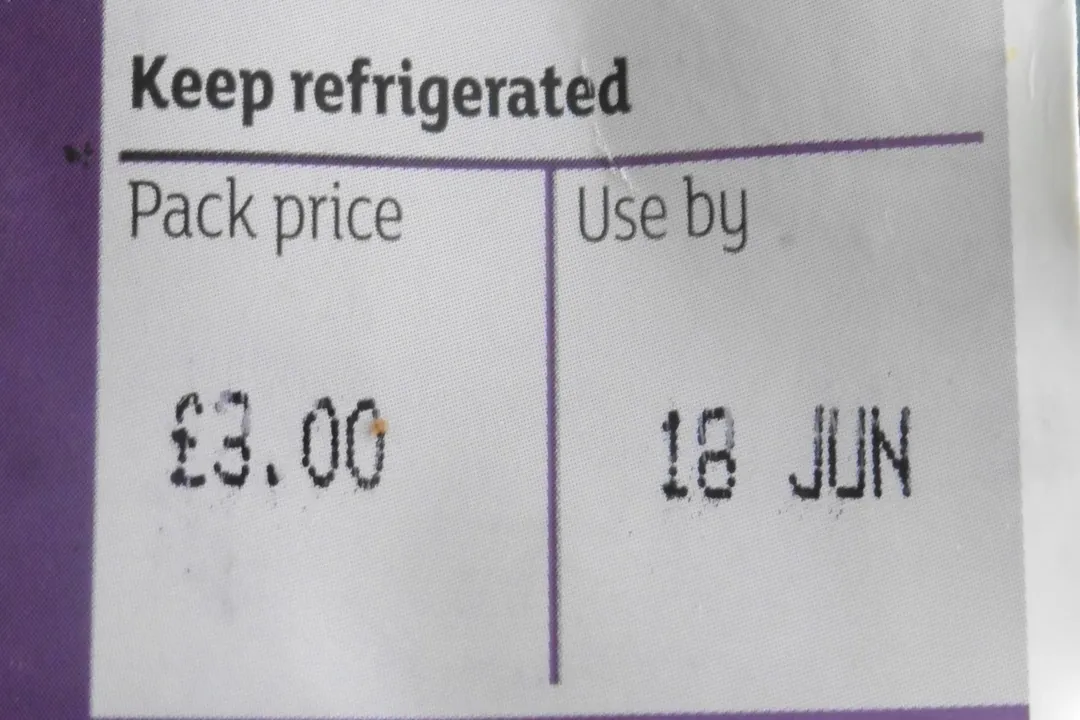 Keep refrigerated
Pack price
Use by
£3.00
18 JUN